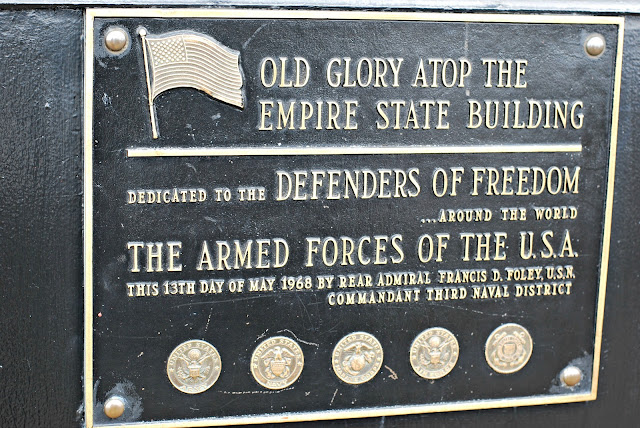 OLD GLORY ATOP THE
EMPIRE STATE BUILDING
DEDICATED TO THE DEFENDERS OF FREEDOM
...AROUND THE WORLD
THE ARMED FORCES OF THE U.S.A.
THIS 13TH DAY OF MAY 1968 BY REAR ADMIRAL FRANCIS D. FOLEY, U.S.N.
COMMANDANT THIRD NAVAL DISTRICT